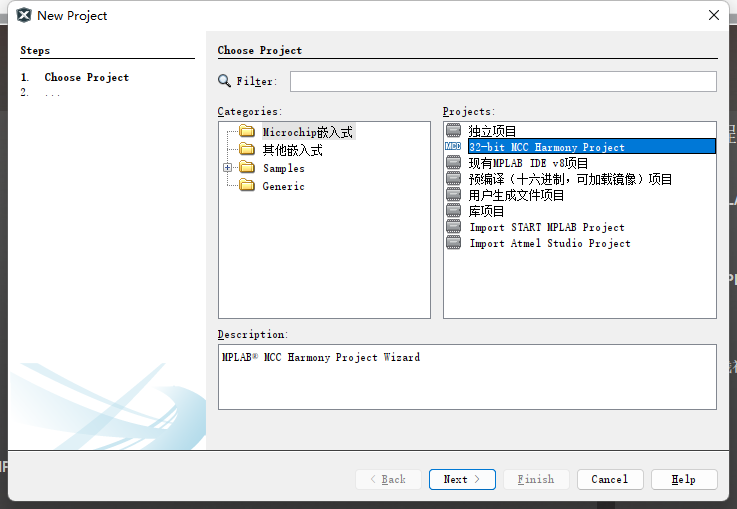 New Project
Steps
1. Choose Project
2. ...
Choose Project
Filter:
Categories:
Microchip嵌入式
其他嵌入式
Samples
Generic
Projects:
独立项目
MCC 32-bit MCC Harmony Project
现有MPLAB IDE v8项目
预编译（十六进制，可加载镜像）项目
用户生成文件项目
库项目
Import START MPLAB Project
Import Atmel Studio Project
Description:
MPLAB® MCC Harmony Project Wizard
< Back
Next >
Finish
Cancel
Help